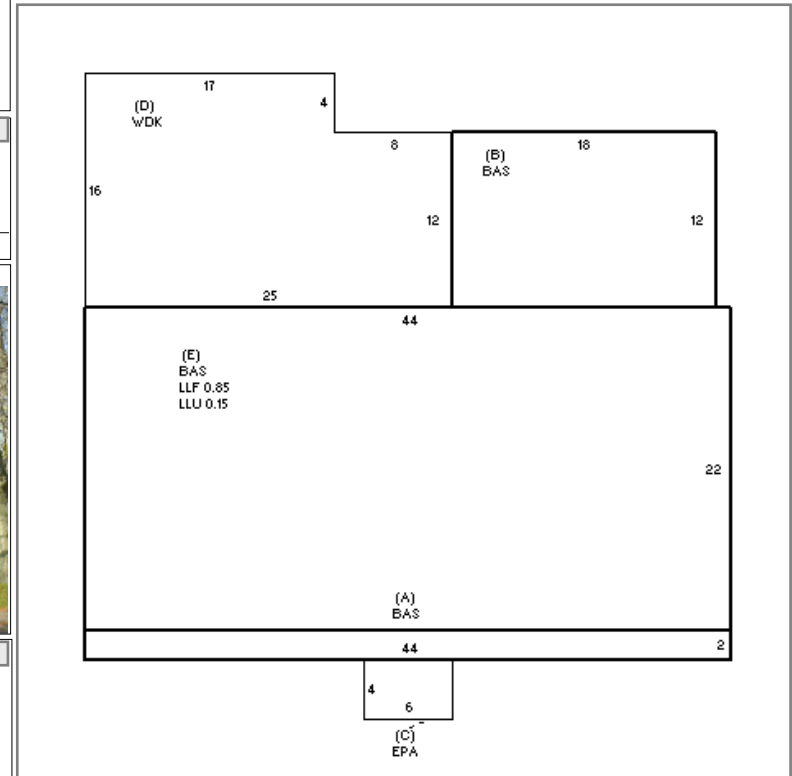 17
(D)
WDK
4
8
(B)
BAS
18
16
12
12
25
44
(E)
BAS
LLF 0.85
LLU 0.15
22
(A)
BAS
44
2
4
6
(C)
EPA